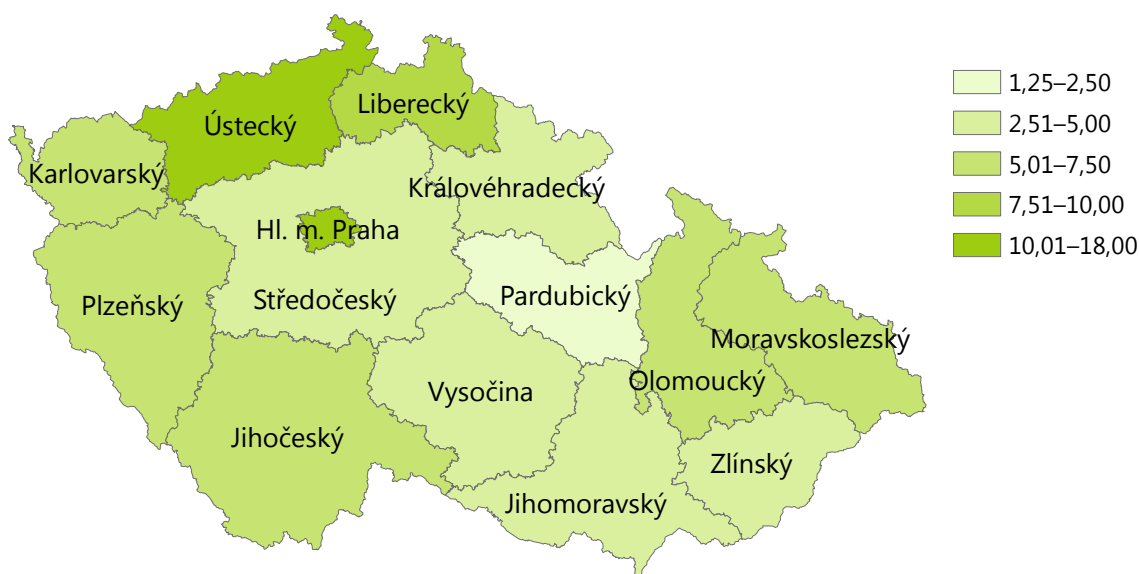 Ústecký
Liberecký
Karlovarský
Královéhradecký
Hl. m. Praha
Plzeňský
Středočeský
Pardubický
Moravskoslezský
Olomoucký
Vysočina
Jihočeský
Zlínský
Jihomoravský
1,25–2,50
2,51–5,00
5,01–7,50
7,51–10,00
10,01–18,00